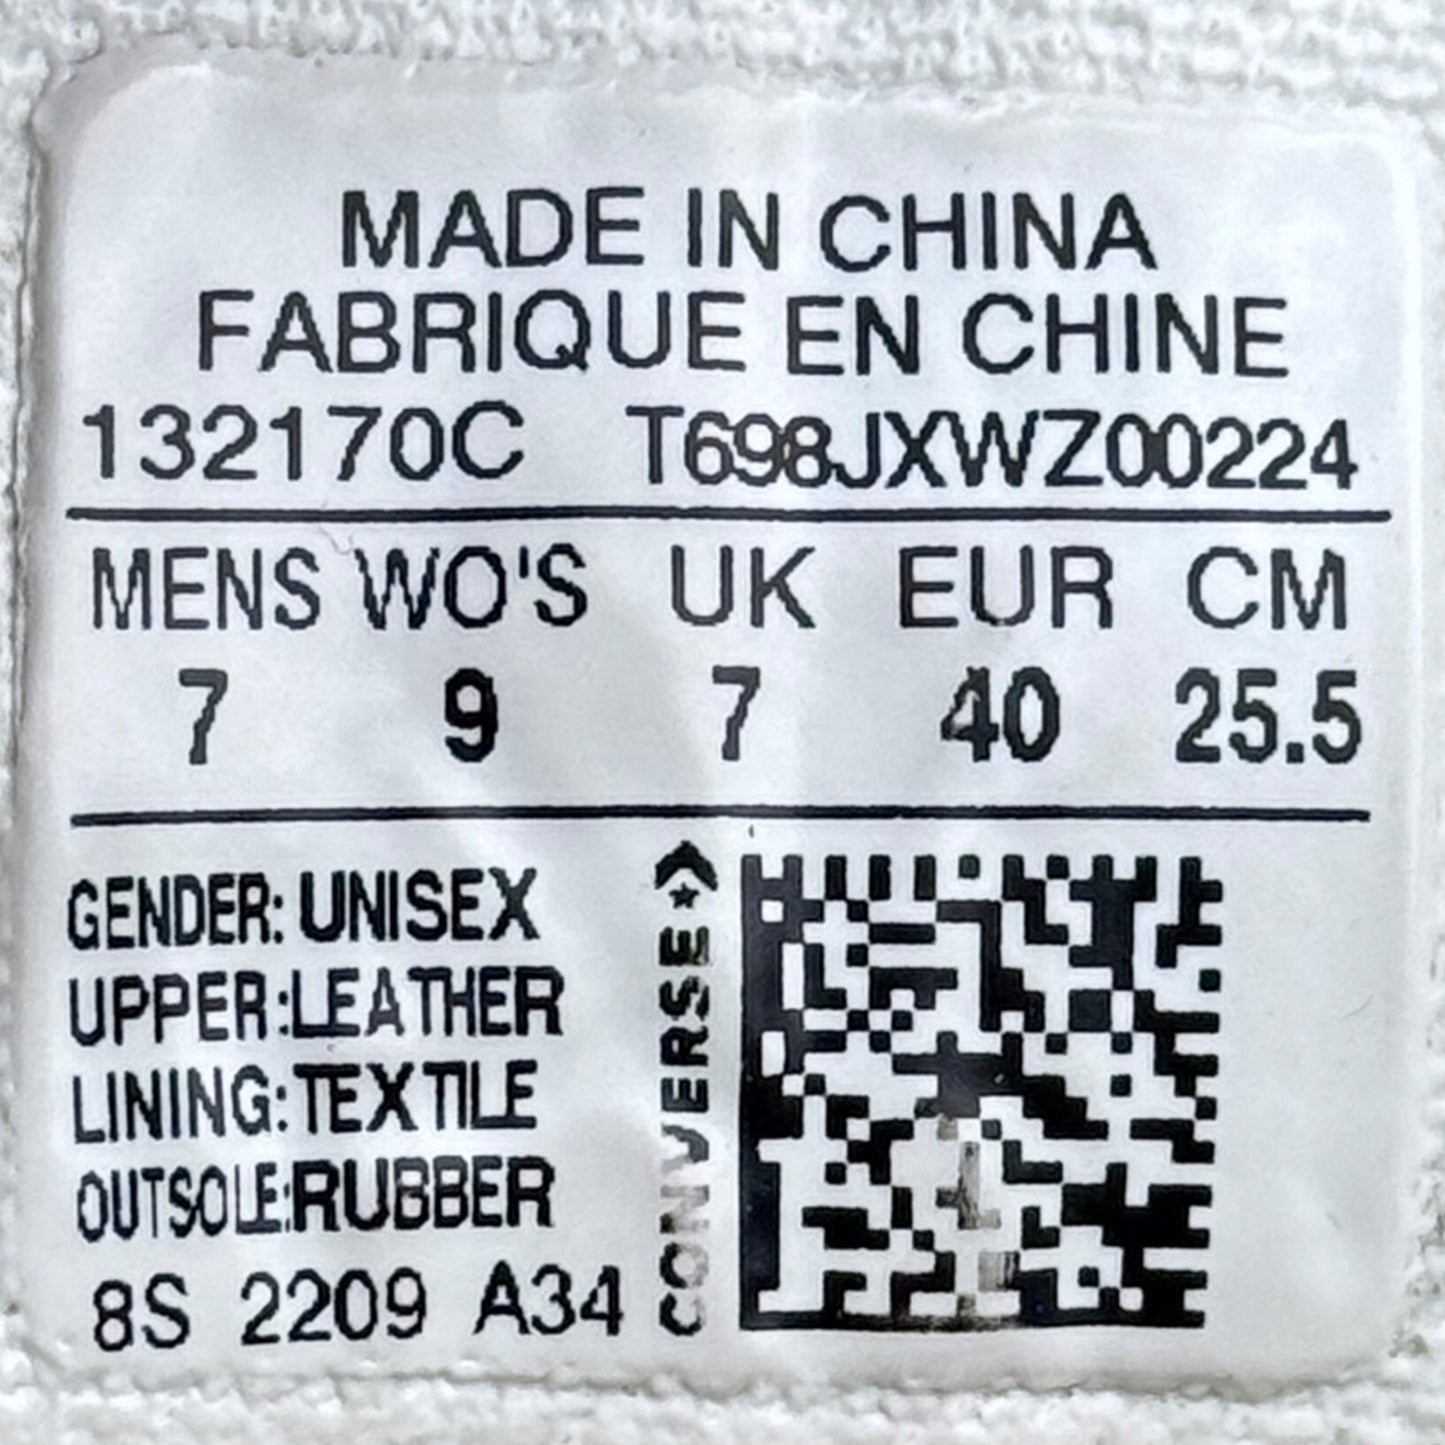 MADE IN CHINA
FABRIQUE EN CHINE
132170C T698JXWZ00224
MENS WO'S UK EUR CM
7 9 7 40 25.5
GENDER: UNISEX
UPPER:LEATHER
LINING:TEXTILE
OUTSOLE:RUBBER
8S 2209 A34
CONVERSE